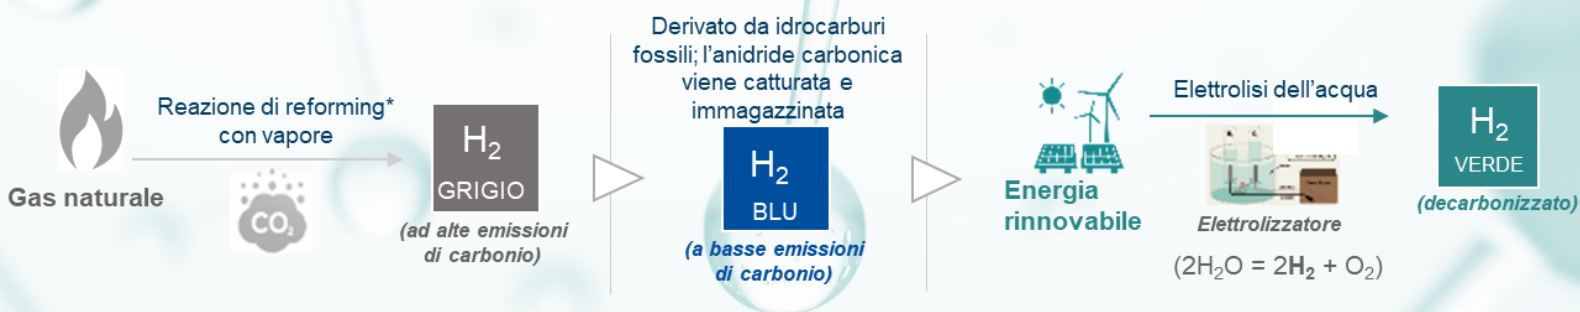 Gas naturale
Reazione di reforming*
con vapore
CO₂
H₂
GRIGIO
(ad alte emissioni
di carbonio)
Derivato da idrocarburi
fossili; l'anidride carbonica
viene catturata e
immagazzinata
H₂
BLU
(a basse emissioni
di carbonio)
Energia
rinnovabile
Elettrolisi dell'acqua
Elettrolizzatore
(2H₂O = 2H₂ + O₂)
H₂
VERDE
(decarbonizzato)